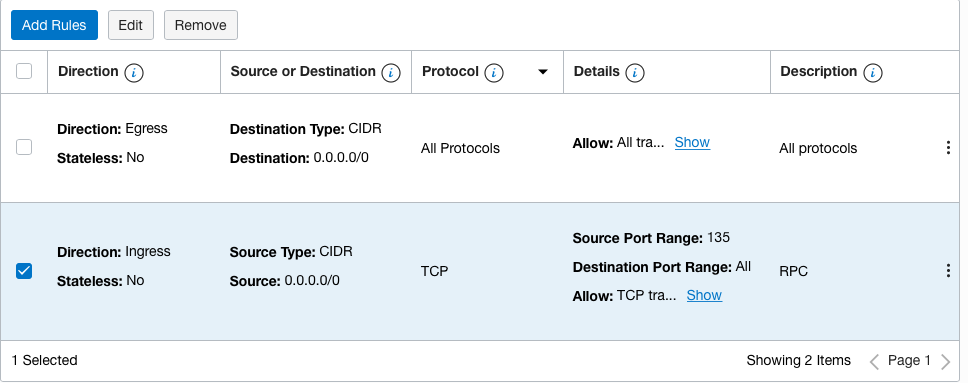 Add Rules Edit Remove
Direction i Source or Destination i Protocol i Details i Description i
Direction: Egress
Stateless: No
Destination Type: CIDR
Destination: 0.0.0.0/0
All Protocols
Allow: All tra... Show
All protocols
Direction: Ingress
Stateless: No
Source Type: CIDR
Source: 0.0.0.0/0
TCP
Source Port Range: 135
Destination Port Range: All
Allow: TCP tra... Show
RPC
1 Selected
Showing 2 Items Page 1